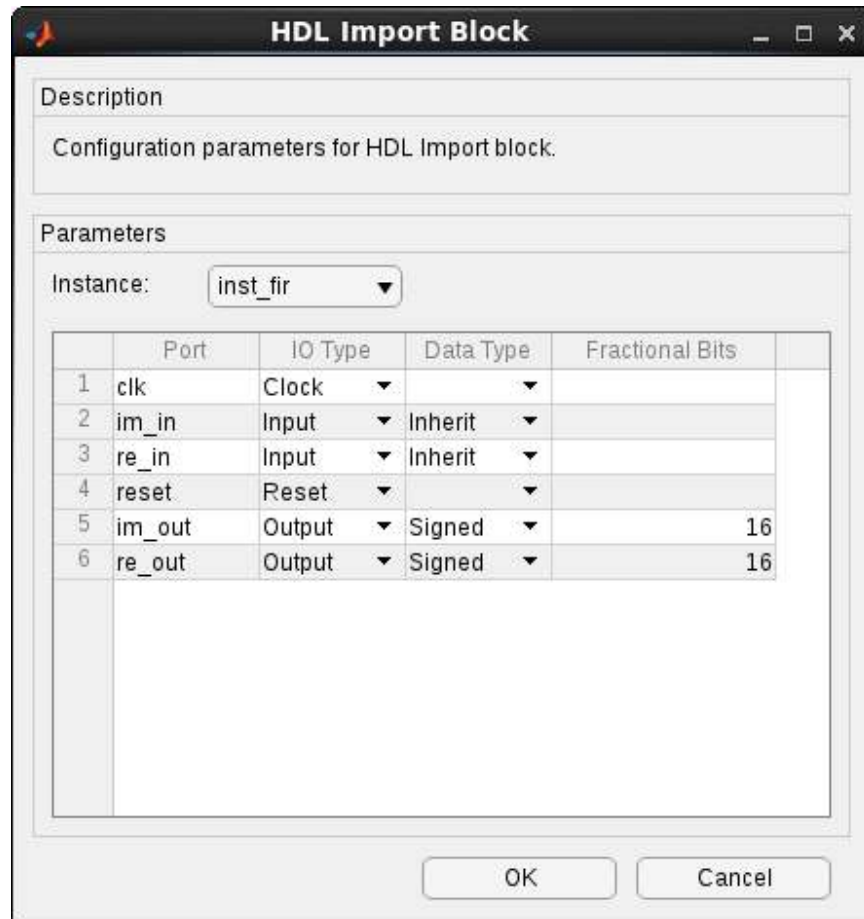 HDL Import Block
Description
Configuration parameters for HDL Import block.
Parameters
Instance: inst_fir
Port IO Type Data Type Fractional Bits
1 clk Clock
2 im_in Input Inherit
3 re_in Input Inherit
4 reset Reset
5 im_out Output Signed 16
6 re_out Output Signed 16
OK Cancel